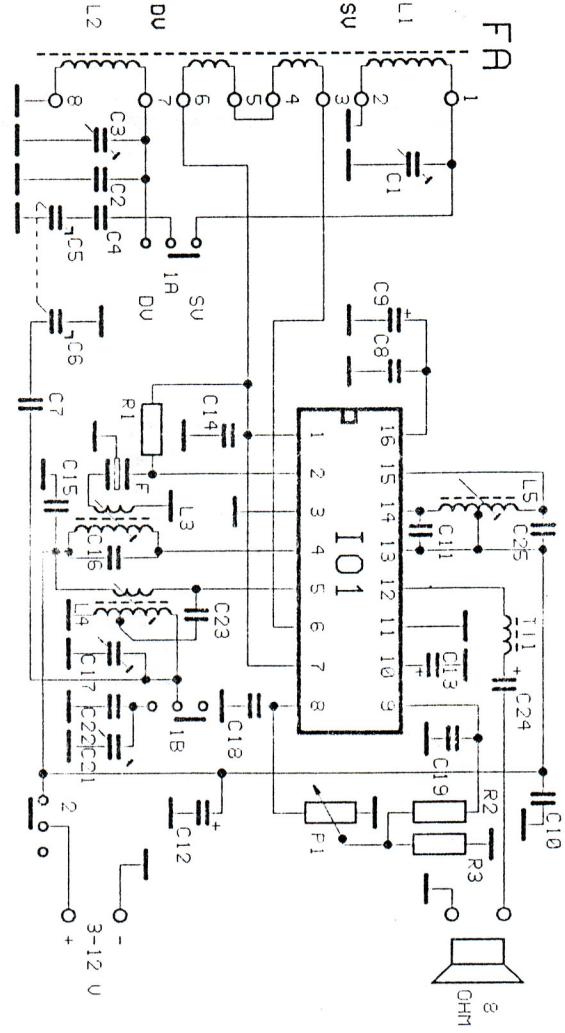 FA
L2
DV
SV
L1
8
7
6
5
4
3
2
1
C3
C2
C4
C5
C1
1A
DV
SV
C6
C7
C9
C8
R1
C14
F
C15
L3
C16
L4
C23
C17
C22
C21
1B
C18
IO1
1
2
3
4
5
6
7
8
16
15
14
13
12
11
10
9
L5
C11
C25
Tl1
C13
C24
C19
R2
R3
P1
C10
C12
2
+
-
3-12 V
8
OHM
+
+
+
+